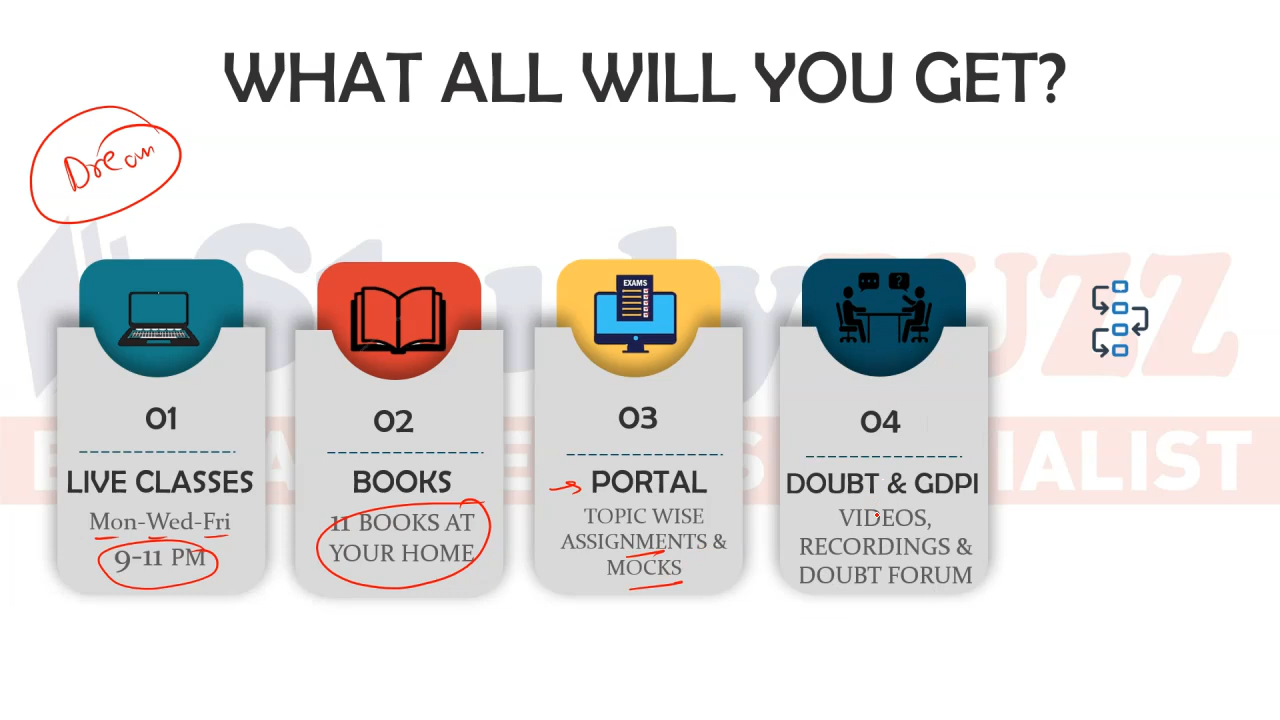 WHAT ALL WILL YOU GET?
Dream
StudyBUZZ
EXAMS
01
LIVE CLASSES
Mon-Wed-Fri
9-11 PM
02
BOOKS
11 BOOKS AT
YOUR HOME
03
PORTAL
TOPIC WISE
ASSIGNMENTS &
MOCKS
04
DOUBT & GDPI
VIDEOS,
RECORDINGS &
DOUBT FORUM